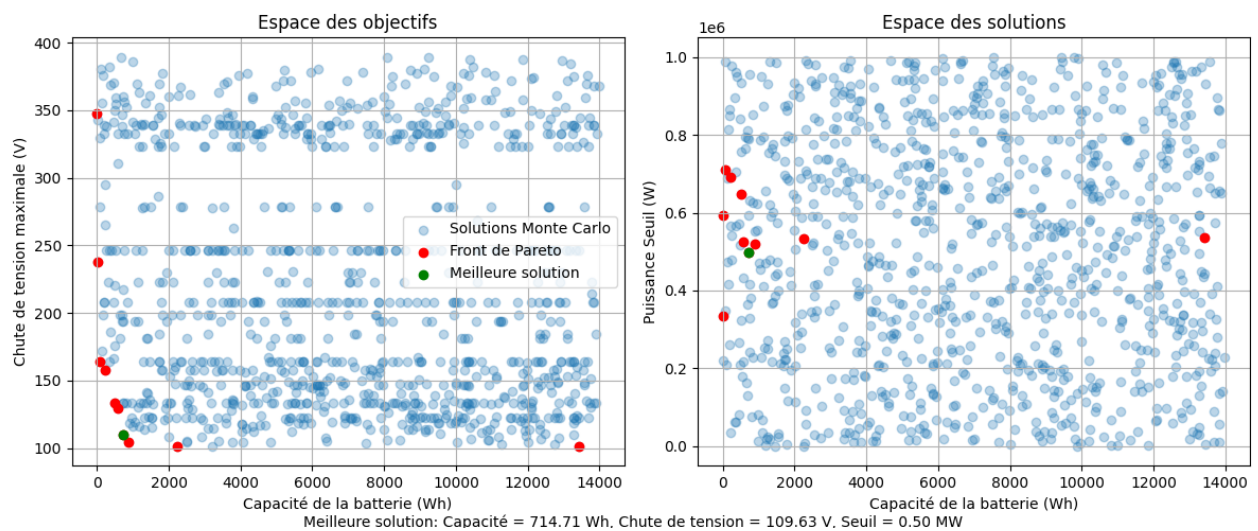 Espace des objectifs
400
350
300
250
200
150
100
Chute de tension maximale (V)
Solutions Monte Carlo
Front de Pareto
Meilleure solution
0
2000
4000
6000
8000
10000
12000
14000
Capacité de la batterie (Wh)
Espace des solutions
1e6
1.0
0.8
0.6
0.4
0.2
0.0
Puissance Seuil (W)
0
2000
4000
6000
8000
10000
12000
14000
Capacité de la batterie (Wh)
Meilleure solution: Capacité = 714.71 Wh, Chute de tension = 109.63 V, Seuil = 0.50 MW